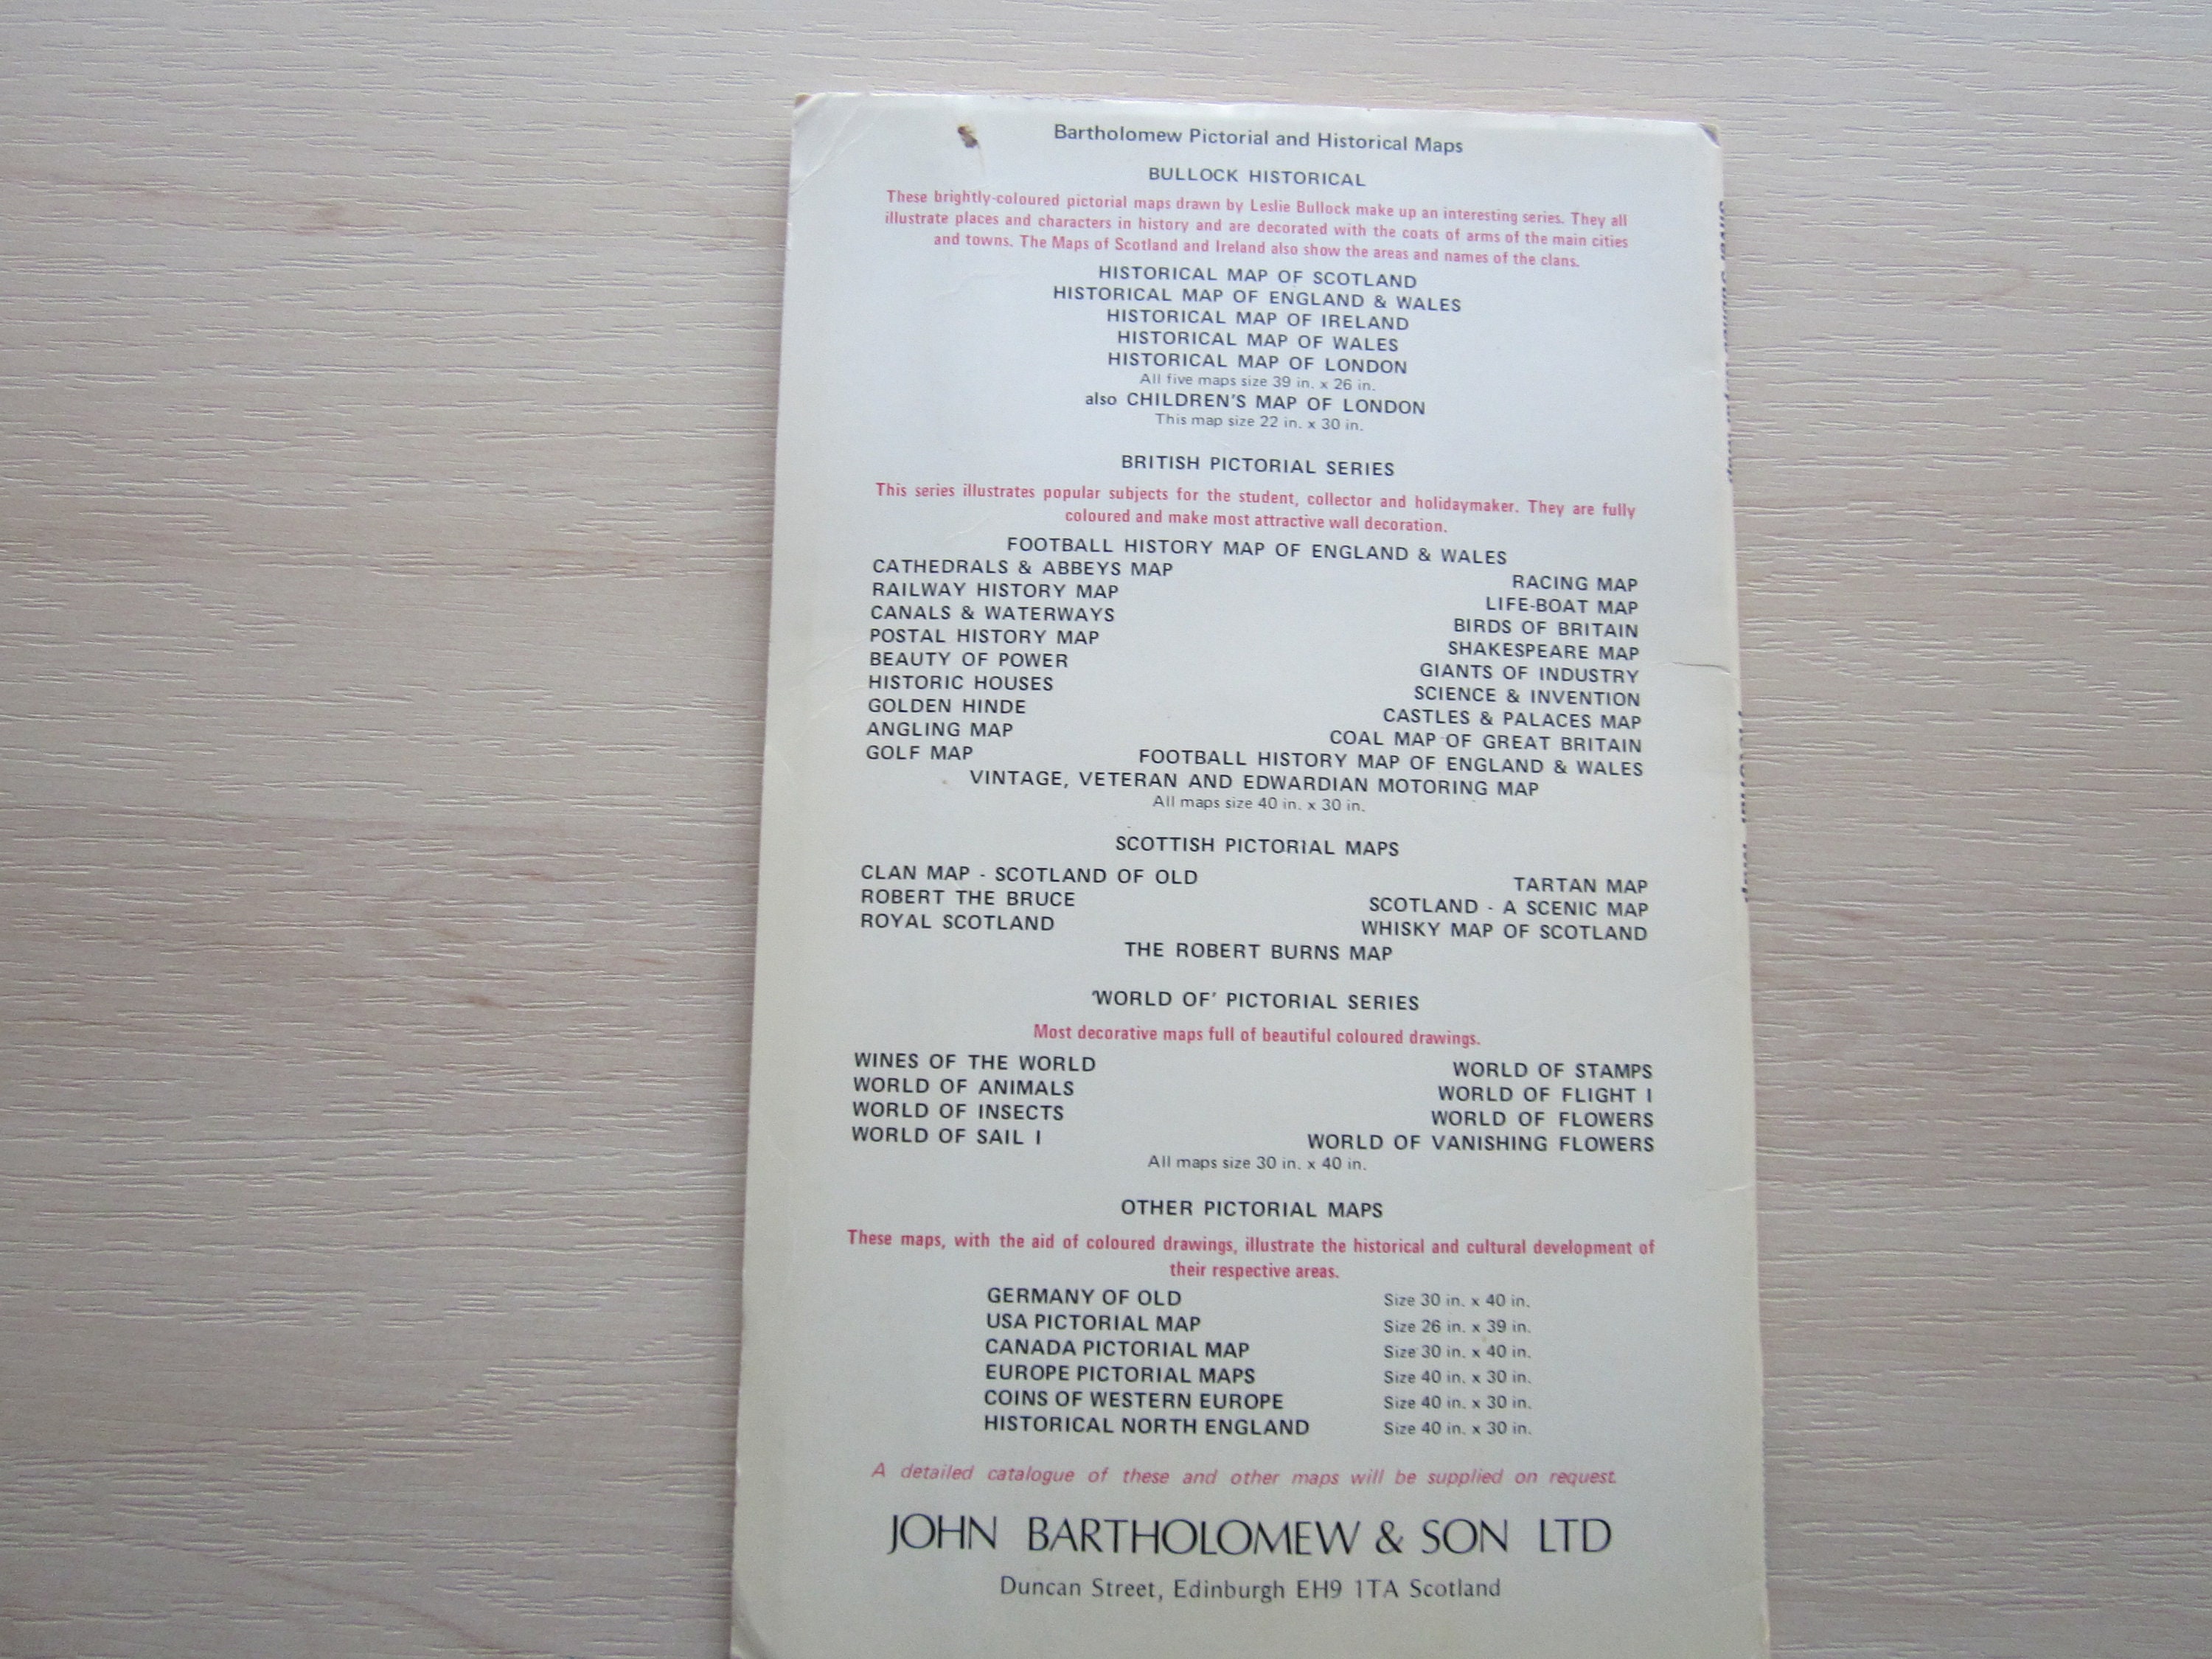 Bartholomew Pictorial and Historical Maps
BULLOCK HISTORICAL
These brightly-coloured pictorial maps drawn by Leslie Bullock make up an interesting series. They all
illustrate places and characters in history and are decorated with the coats of arms of the main cities
and towns. The Maps of Scotland and Ireland also show the areas and names of the clans.
HISTORICAL MAP OF SCOTLAND
HISTORICAL MAP OF ENGLAND & WALES
HISTORICAL MAP OF IRELAND
HISTORICAL MAP OF WALES
HISTORICAL MAP OF LONDON
All five maps size 39 in. x 26 in.
also CHILDREN'S MAP OF LONDON
This map size 22 in. x 30 in.
BRITISH PICTORIAL SERIES
This series illustrates popular subjects for the student, collector and holidaymaker. They are fully
coloured and make most attractive wall decoration.
FOOTBALL HISTORY MAP OF ENGLAND & WALES
CATHEDRALS & ABBEYS MAP RACING MAP
RAILWAY HISTORY MAP LIFE-BOAT MAP
CANALS & WATERWAYS BIRDS OF BRITAIN
POSTAL HISTORY MAP SHAKESPEARE MAP
BEAUTY OF POWER GIANTS OF INDUSTRY
HISTORIC HOUSES SCIENCE & INVENTION
GOLDEN HINDE CASTLES & PALACES MAP
ANGLING MAP COAL MAP OF GREAT BRITAIN
GOLF MAP FOOTBALL HISTORY MAP OF ENGLAND & WALES
VINTAGE, VETERAN AND EDWARDIAN MOTORING MAP
All maps size 40 in. x 30 in.
SCOTTISH PICTORIAL MAPS
CLAN MAP - SCOTLAND OF OLD TARTAN MAP
ROBERT THE BRUCE SCOTLAND - A SCENIC MAP
ROYAL SCOTLAND WHISKY MAP OF SCOTLAND
THE ROBERT BURNS MAP
'WORLD OF' PICTORIAL SERIES
Most decorative maps full of beautiful coloured drawings.
WINES OF THE WORLD WORLD OF STAMPS
WORLD OF ANIMALS WORLD OF FLIGHT I
WORLD OF INSECTS WORLD OF FLOWERS
WORLD OF SAIL I WORLD OF VANISHING FLOWERS
All maps size 30 in. x 40 in.
OTHER PICTORIAL MAPS
These maps, with the aid of coloured drawings, illustrate the historical and cultural development of
their respective areas.
GERMANY OF OLD Size 30 in. x 40 in.
USA PICTORIAL MAP Size 26 in. x 39 in.
CANADA PICTORIAL MAP Size 30 in. x 40 in.
EUROPE PICTORIAL MAPS Size 40 in. x 30 in.
COINS OF WESTERN EUROPE Size 40 in. x 30 in.
HISTORICAL NORTH ENGLAND Size 40 in. x 30 in.
A detailed catalogue of these and other maps will be supplied on request.
JOHN BARTHOLOMEW & SON LTD
Duncan Street, Edinburgh EH9 1TA Scotland